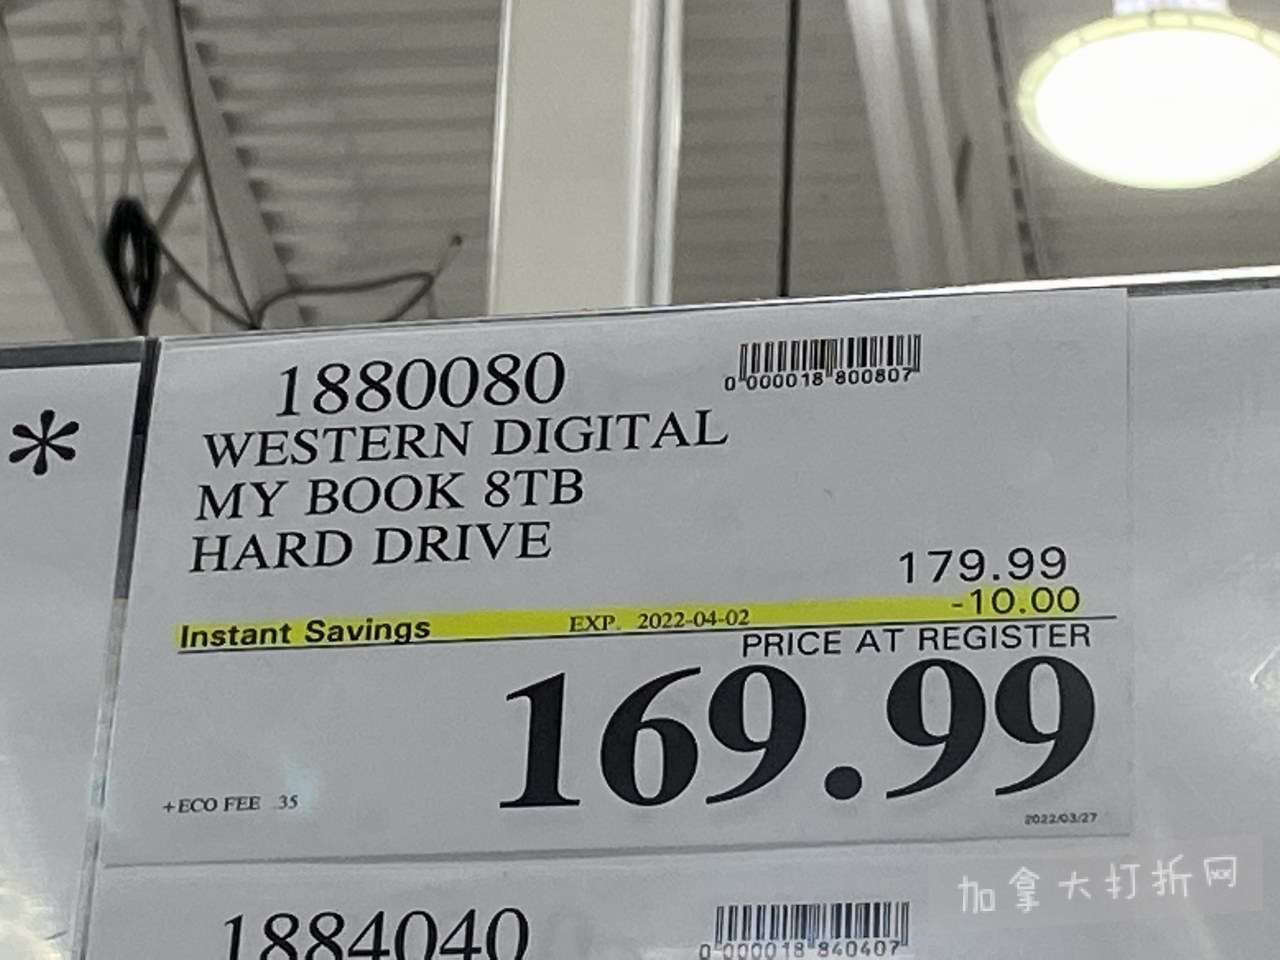 *
1880080
0 000018 800807
WESTERN DIGITAL
MY BOOK 8TB
HARD DRIVE
179.99
Instant Savings EXP. 2022-04-02 -10.00
PRICE AT REGISTER
169.99
+ECO FEE .35
2022/03/27
加拿大打折网
1884040
0 000018 840407